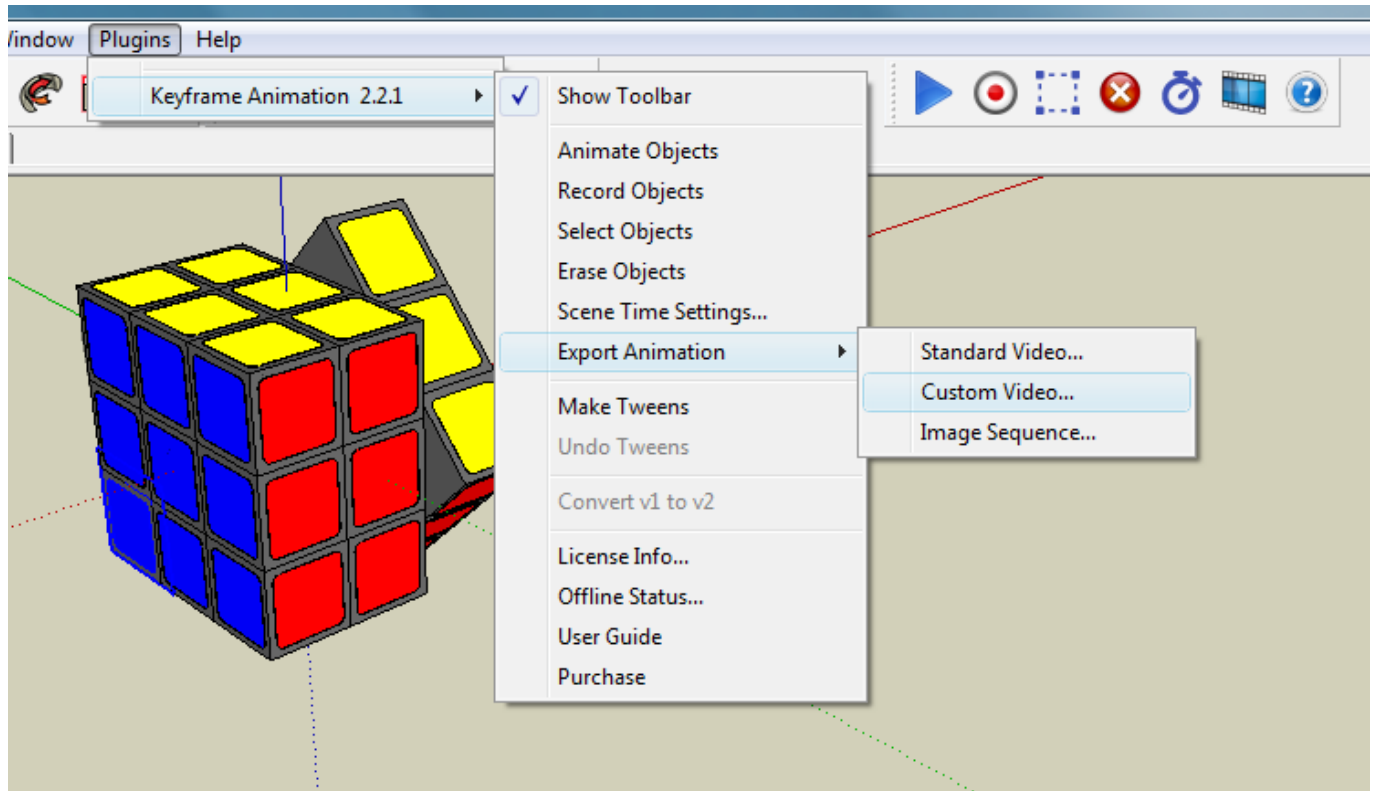 Window Plugins Help
Keyframe Animation 2.2.1
Show Toolbar
Animate Objects
Record Objects
Select Objects
Erase Objects
Scene Time Settings...
Export Animation
Standard Video...
Custom Video...
Image Sequence...
Make Tweens
Undo Tweens
Convert v1 to v2
License Info...
Offline Status...
User Guide
Purchase